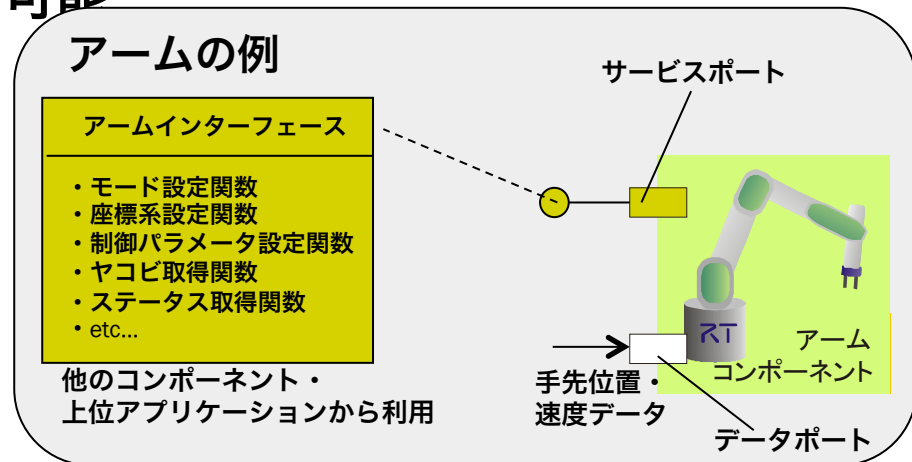 可能
アームの例
サービスポート
アームインターフェース
・モード設定関数
・座標系設定関数
・制御パラメータ設定関数
・ヤコビ取得関数
・ステータス取得関数
・etc...
他のコンポーネント・
上位アプリケーションから利用
手先位置・
速度データ
RT
アーム
コンポーネント
データポート